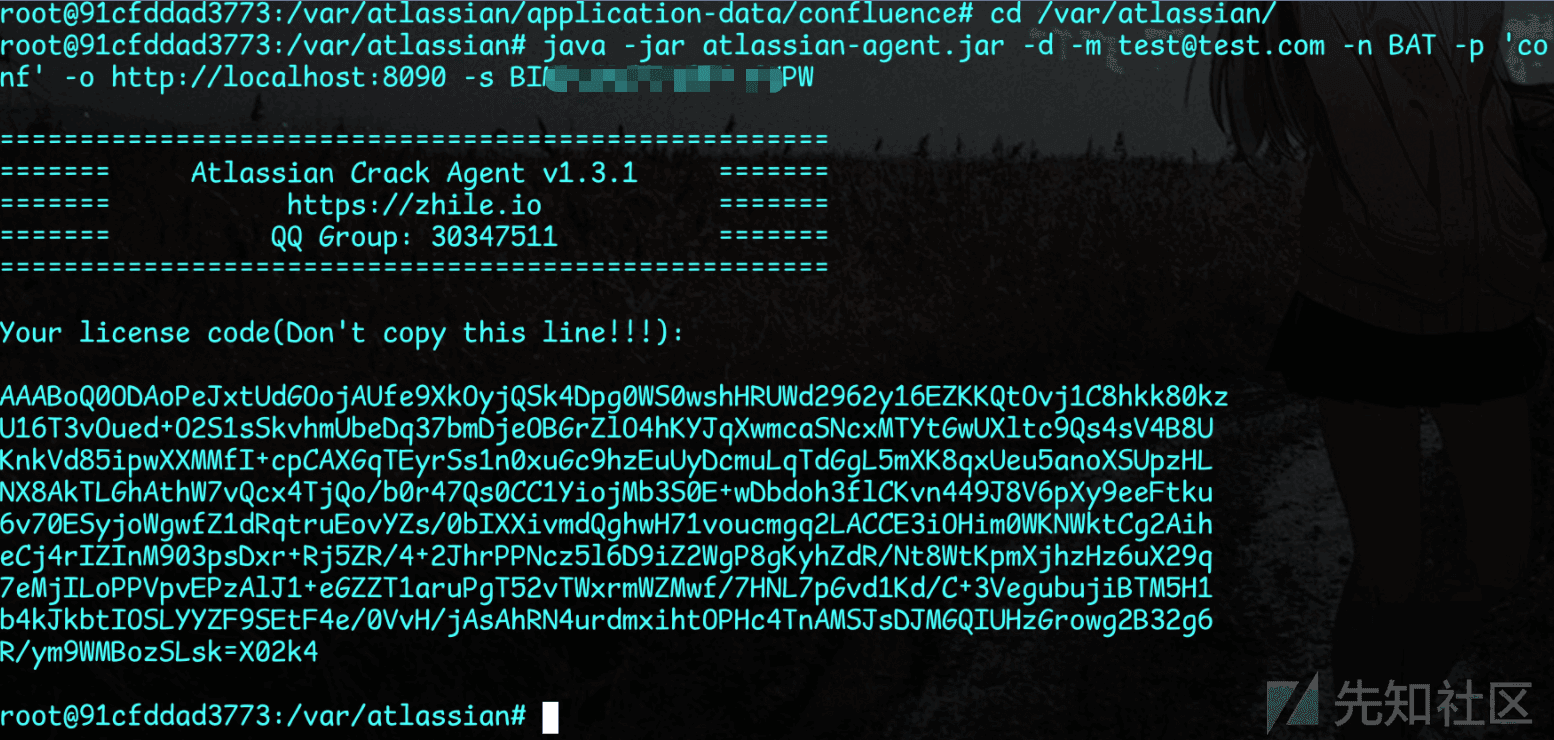 root@91cfddad3773:/var/atlassian/application-data/confluence# cd /var/atlassian/
root@91cfddad3773:/var/atlassian# java -jar atlassian-agent.jar -d -m test@test.com -n BAT -p 'co
nf' -o http://localhost:8090 -s BI PW
====================================================
======= Atlassian Crack Agent v1.3.1 =======
======= https://zhile.io =======
======= QQ Group: 30347511 =======
====================================================
Your license code(Don't copy this line!!!):
AAABoQ0ODAoPeJxtUdGOojAUfe9XkOyjQSk4Dpg0WS0wshHRUWd2962y16EZKKQtOvj1C8hkk80kz
U16T3vOued+O2S1sSkvhmUbeDq37bmDjeOBGrZlO4hKYJqXwmcaSNcxMTYtGwUXltc9Qs4sV4B8U
KnkVd85ipwXXMMfI+cpCAXGqTEyrSs1n0xuGc9hzEuUyDcmuLqTdGgL5mXK8qxUeu5anoXSUpzHL
NX8AkTLGhAthW7vQcx4TjQo/b0r47Qs0CC1YiojMb3S0E+wDbdoh3flCKvn449J8V6pXy9eeFtku
6v70ESyjoWgwfZ1dRqtruEovYZs/0bIXXivmdQghwH71voucmgq2LACCE3iOHim0WKNWktCg2Aih
eCj4rIZInM903psDxr+Rj5ZR/4+2JhrPPNcz5l6D9iZ2WgP8gKyhZdR/Nt8WtKpmXjhzHz6uX29q
7eMjILoPPVpvEPzAlJ1+eGZZT1aruPgT52vTWxrmWZMwf/7HNL7pGvd1Kd/C+3VegubujiBTM5H1
b4kJkbtIOSLYYZF9SEtF4e/0VvH/jAsAhRN4urdmxihtOPHc4TnAMSJsDJMGQIUHzGrowg2B32g6
R/ym9WMBozSLsk=X02k4
root@91cfddad3773:/var/atlassian#
先知社区